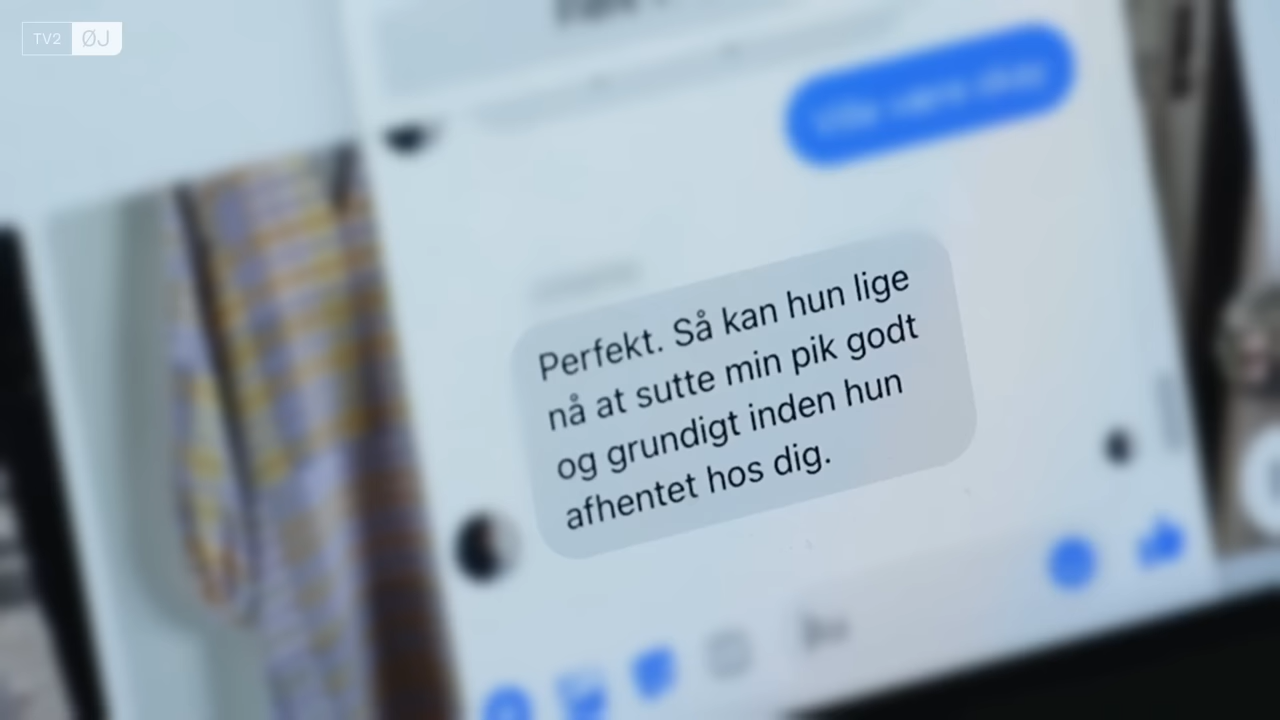 TV2 ØJ
Perfekt. Så kan hun lige
nå at sutte min pik godt
og grundigt inden hun
afhentet hos dig.